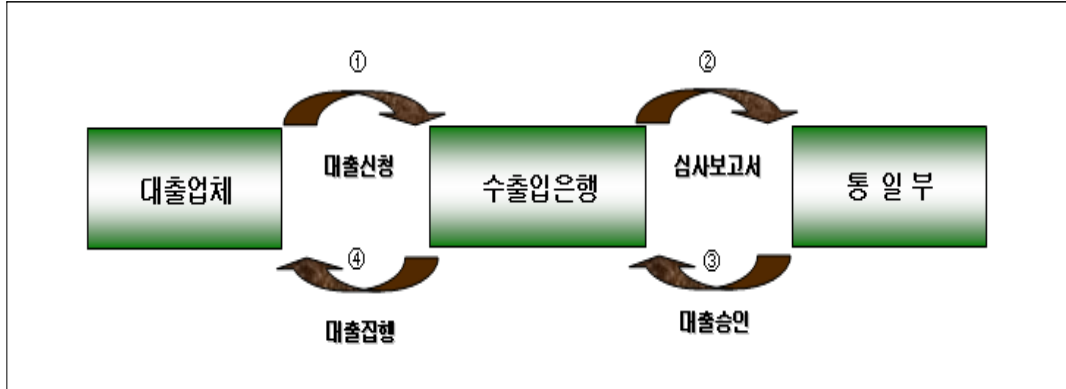 ① ②
대출업체 대출신청 수출입은행 심사보고서 통 일 부
④ ③
대출집행 대출승인